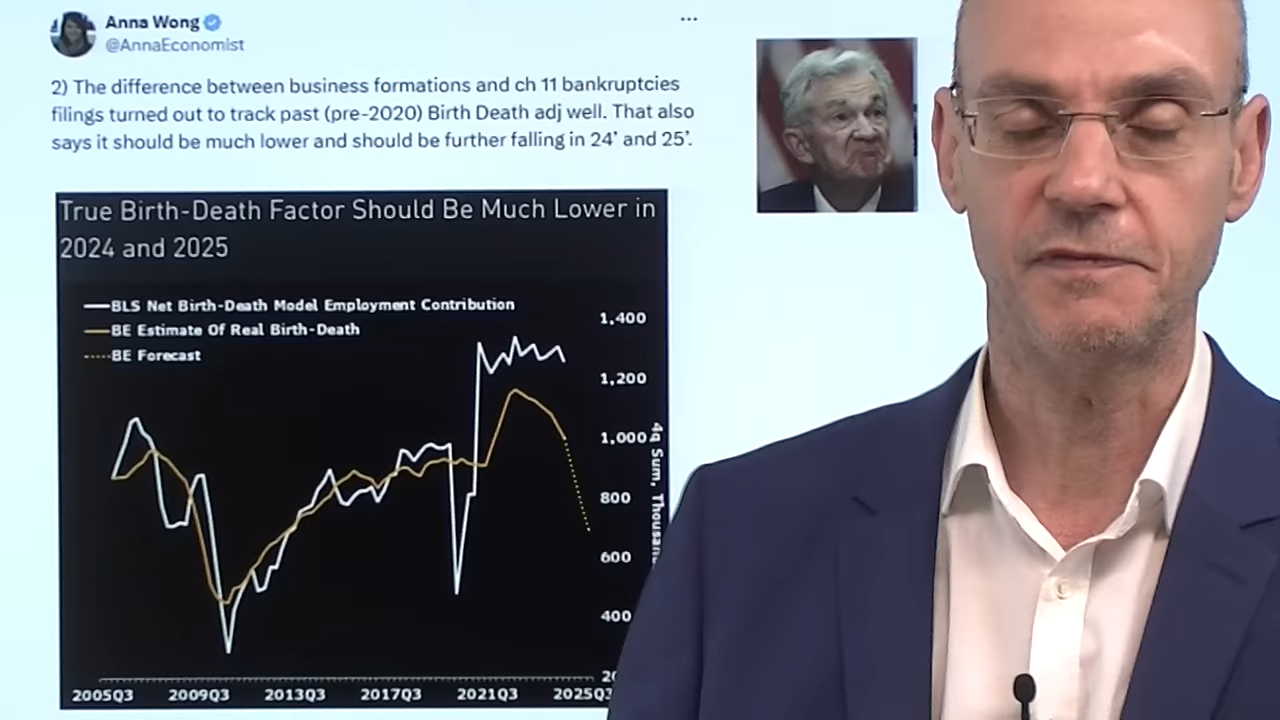 Anna Wong
@AnnaEconomist
...
2) The difference between business formations and ch 11 bankruptcies
filings turned out to track past (pre-2020) Birth Death adj well. That also
says it should be much lower and should be further falling in 24' and 25'.
True Birth-Death Factor Should Be Much Lower in
2024 and 2025
BLS Net Birth-Death Model Employment Contribution
BE Estimate Of Real Birth-Death
BE Forecast
1,400
1,200
1,000
800
600
400
4q Sum,
2005Q3 2009Q3 2013Q3 2017Q3 2021Q3 2025Q3